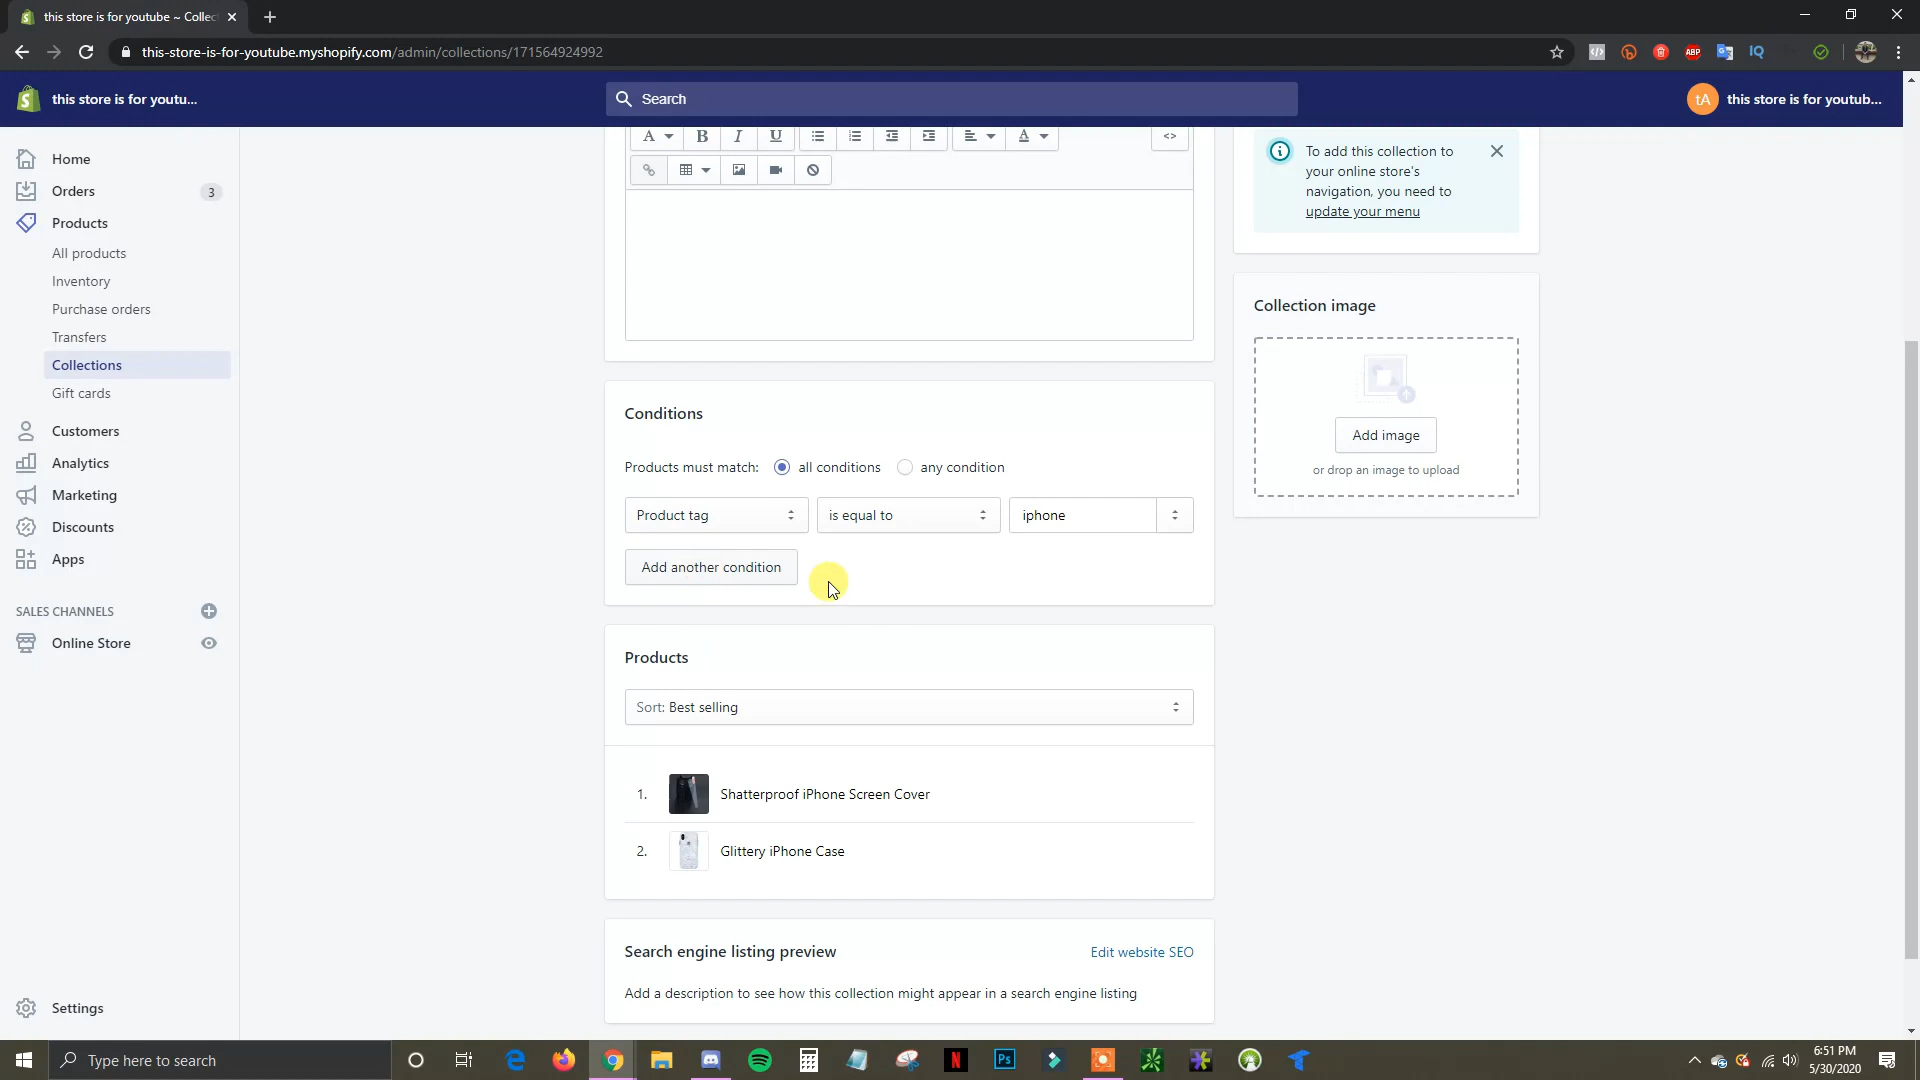 this store is for youtube ~ Collec
this-store-is-for-youtube.myshopify.com/admin/collections/171564924992
ABP
IQ
this store is for youtu...
Search
tA
this store is for youtub...
Home
Orders
3
Products
All products
Inventory
Purchase orders
Transfers
Collections
Gift cards
Customers
Analytics
Marketing
Discounts
Apps
SALES CHANNELS
Online Store
Settings
A
B
I
U
A
<>
Conditions
Products must match: all conditions any condition
Product tag
is equal to
iphone
Add another condition
Products
Sort: Best selling
1. Shatterproof iPhone Screen Cover
2. Glittery iPhone Case
Search engine listing preview
Edit website SEO
Add a description to see how this collection might appear in a search engine listing
To add this collection to
your online store's
navigation, you need to
update your menu
Collection image
Add image
or drop an image to upload
Type here to search
N
Ps
6:51 PM
5/30/2020